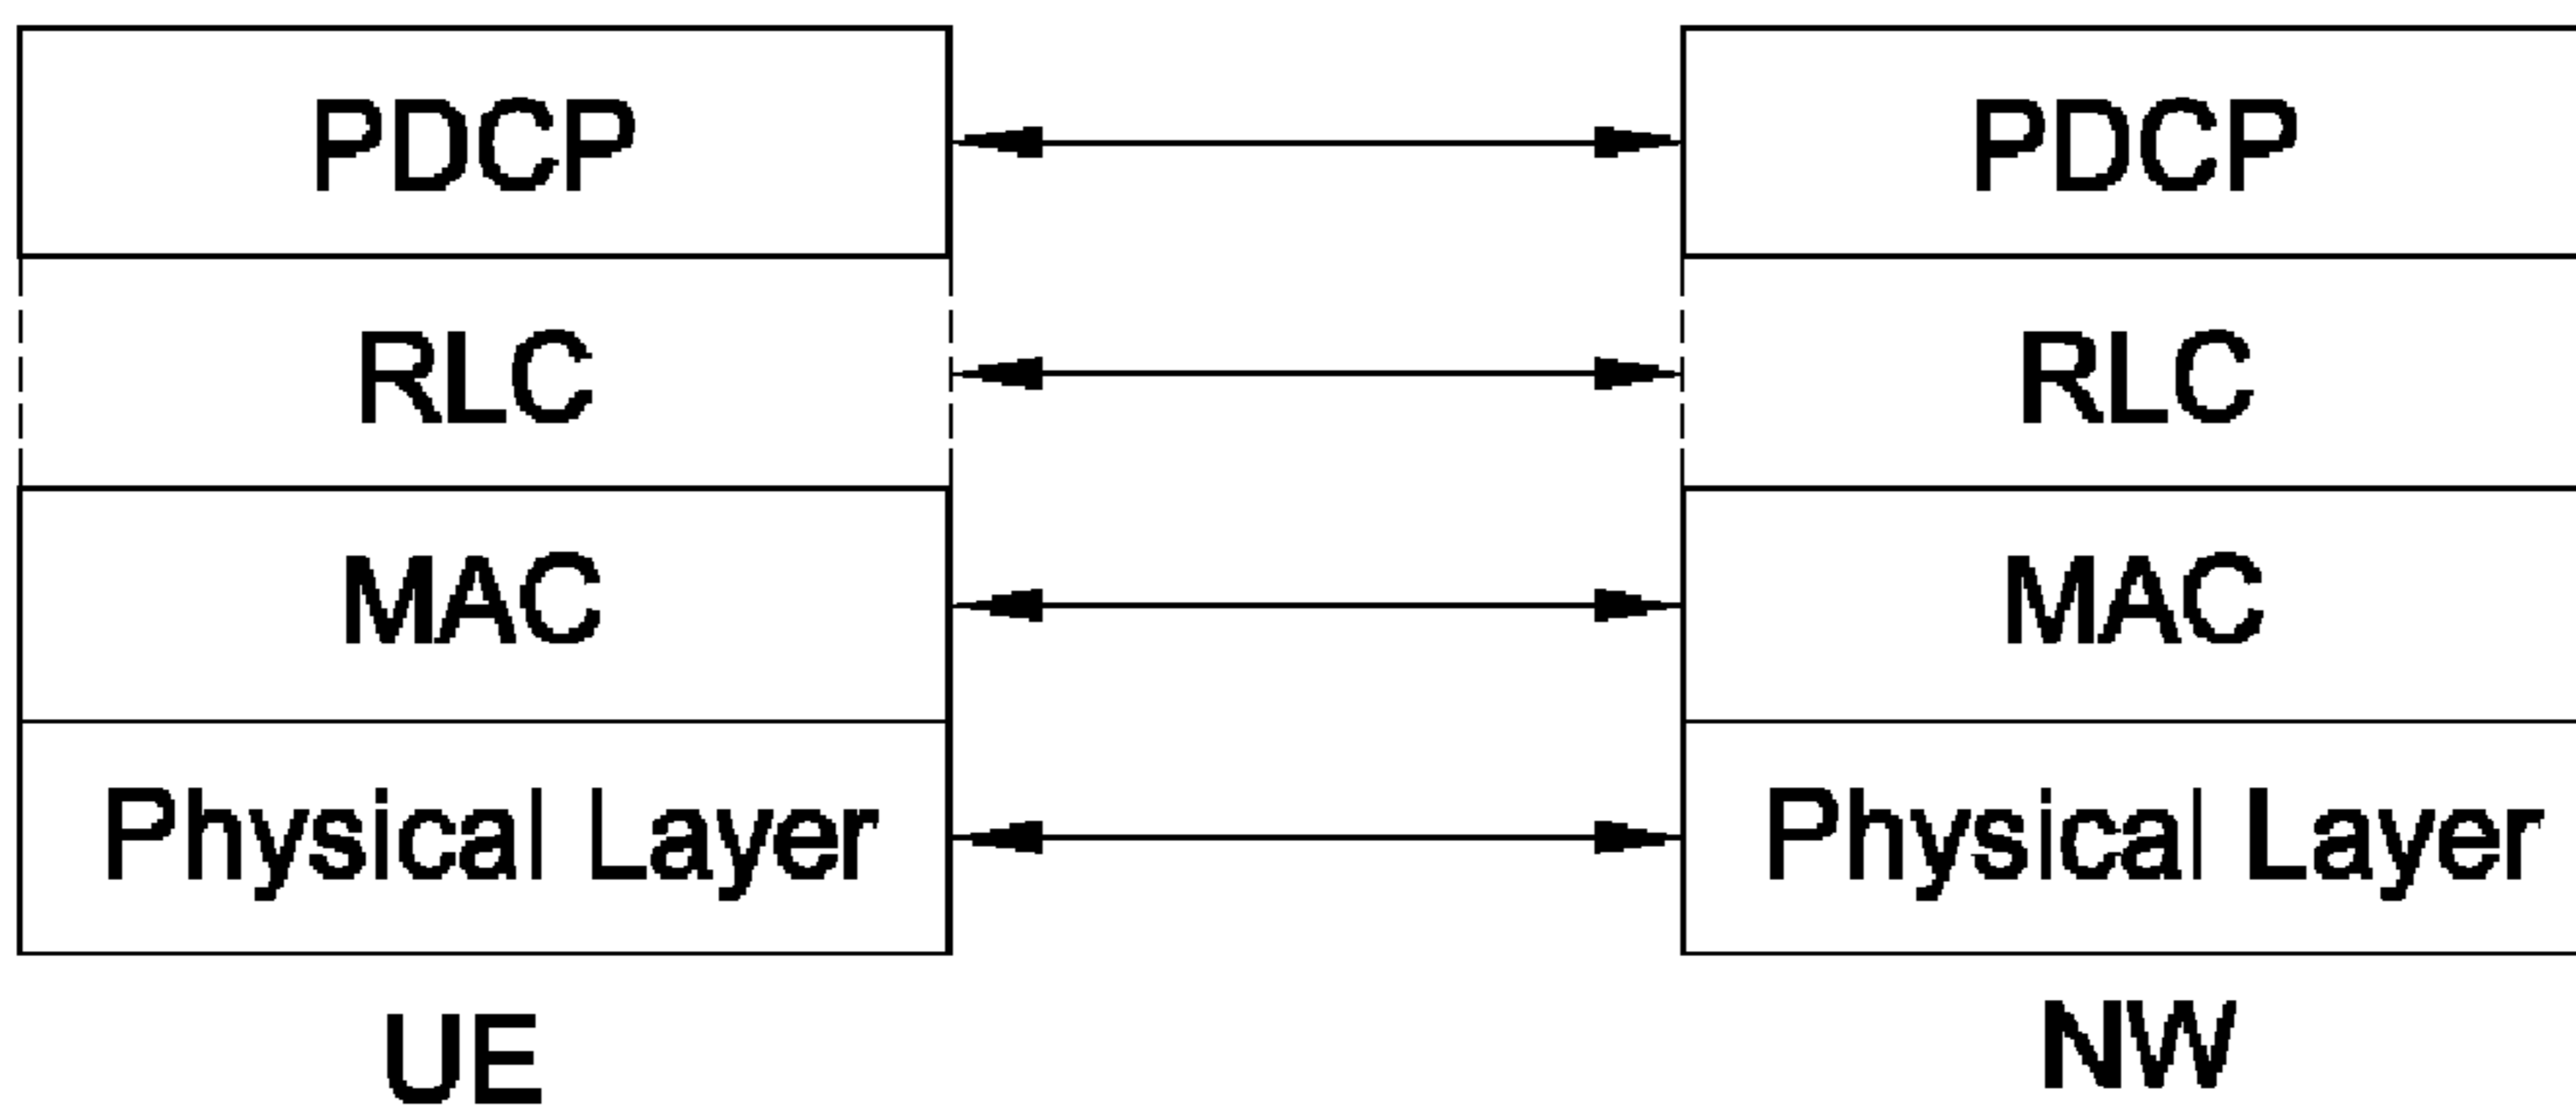 PDCP PDCP
RLC RLC
MAC MAC
Physical Layer Physical Layer
UE NW